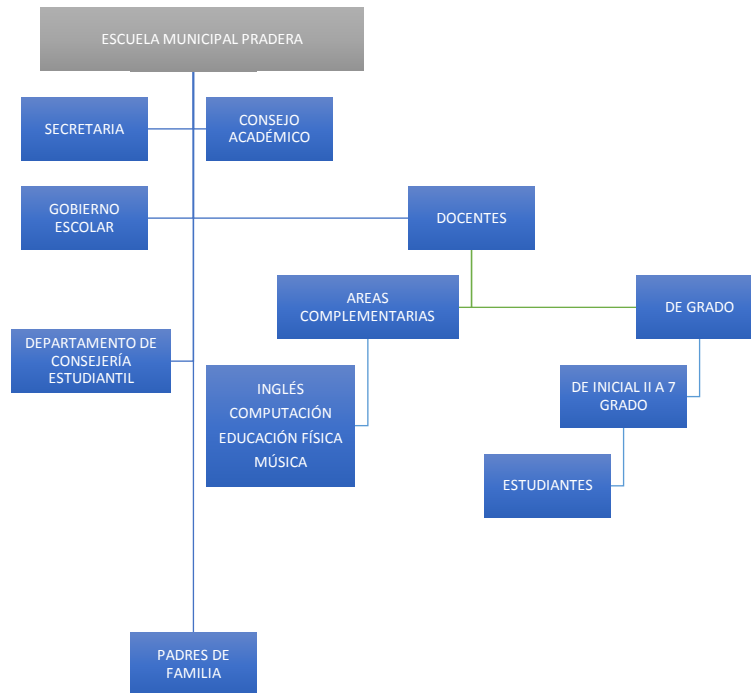 ESCUELA MUNICIPAL PRADERA
SECRETARIA
CONSEJO
ACADÉMICO
GOBIERNO
ESCOLAR
DOCENTES
AREAS
COMPLEMENTARIAS
DE GRADO
DEPARTAMENTO DE
CONSEJERÍA
ESTUDIANTIL
INGLÉS
COMPUTACIÓN
EDUCACIÓN FÍSICA
MÚSICA
DE INICIAL II A 7
GRADO
ESTUDIANTES
PADRES DE
FAMILIA